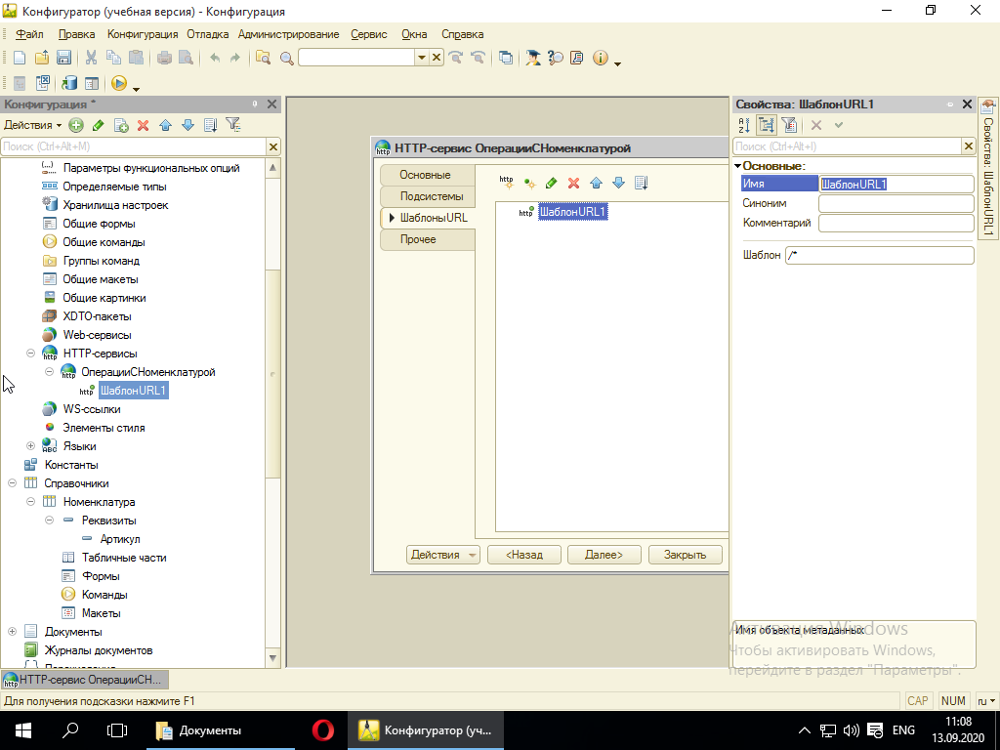 Конфигуратор (учебная версия) - Конфигурация
Файл Правка Конфигурация Отладка Администрирование Сервис Окна Справка
Конфигурация *
Действия
Поиск (Ctrl+Alt+M)
Параметры функциональных опций
Определяемые типы
Хранилища настроек
Общие формы
Общие команды
Группы команд
Общие макеты
Общие картинки
XDTO-пакеты
Web-сервисы
HTTP-сервисы
ОперацииСНоменклатурой
ШаблонURL1
WS-ссылки
Элементы стиля
Языки
Константы
Справочники
Номенклатура
Реквизиты
Артикул
Табличные части
Формы
Команды
Макеты
Документы
Журналы документов
HTTP-сервис ОперацииСНоменклатурой
Основные
Подсистемы
ШаблоныURL
Прочее
ШаблонURL1
Действия <Назад Далее> Закрыть
Свойства: ШаблонURL1
Поиск (Ctrl+Alt+I)
Основные:
Имя ШаблонURL1
Синоним
Комментарий
Шаблон /*
Имя объекта метаданных
Активация Windows
Чтобы активировать Windows,
перейдите в раздел "Параметры".
Свойства: ШаблонURL1
HTTP-сервис ОперацииСН...
Для получения подсказки нажмите F1
CAP NUM ru
Документы
Конфигуратор (уч...
ENG
11:08
13.09.2020